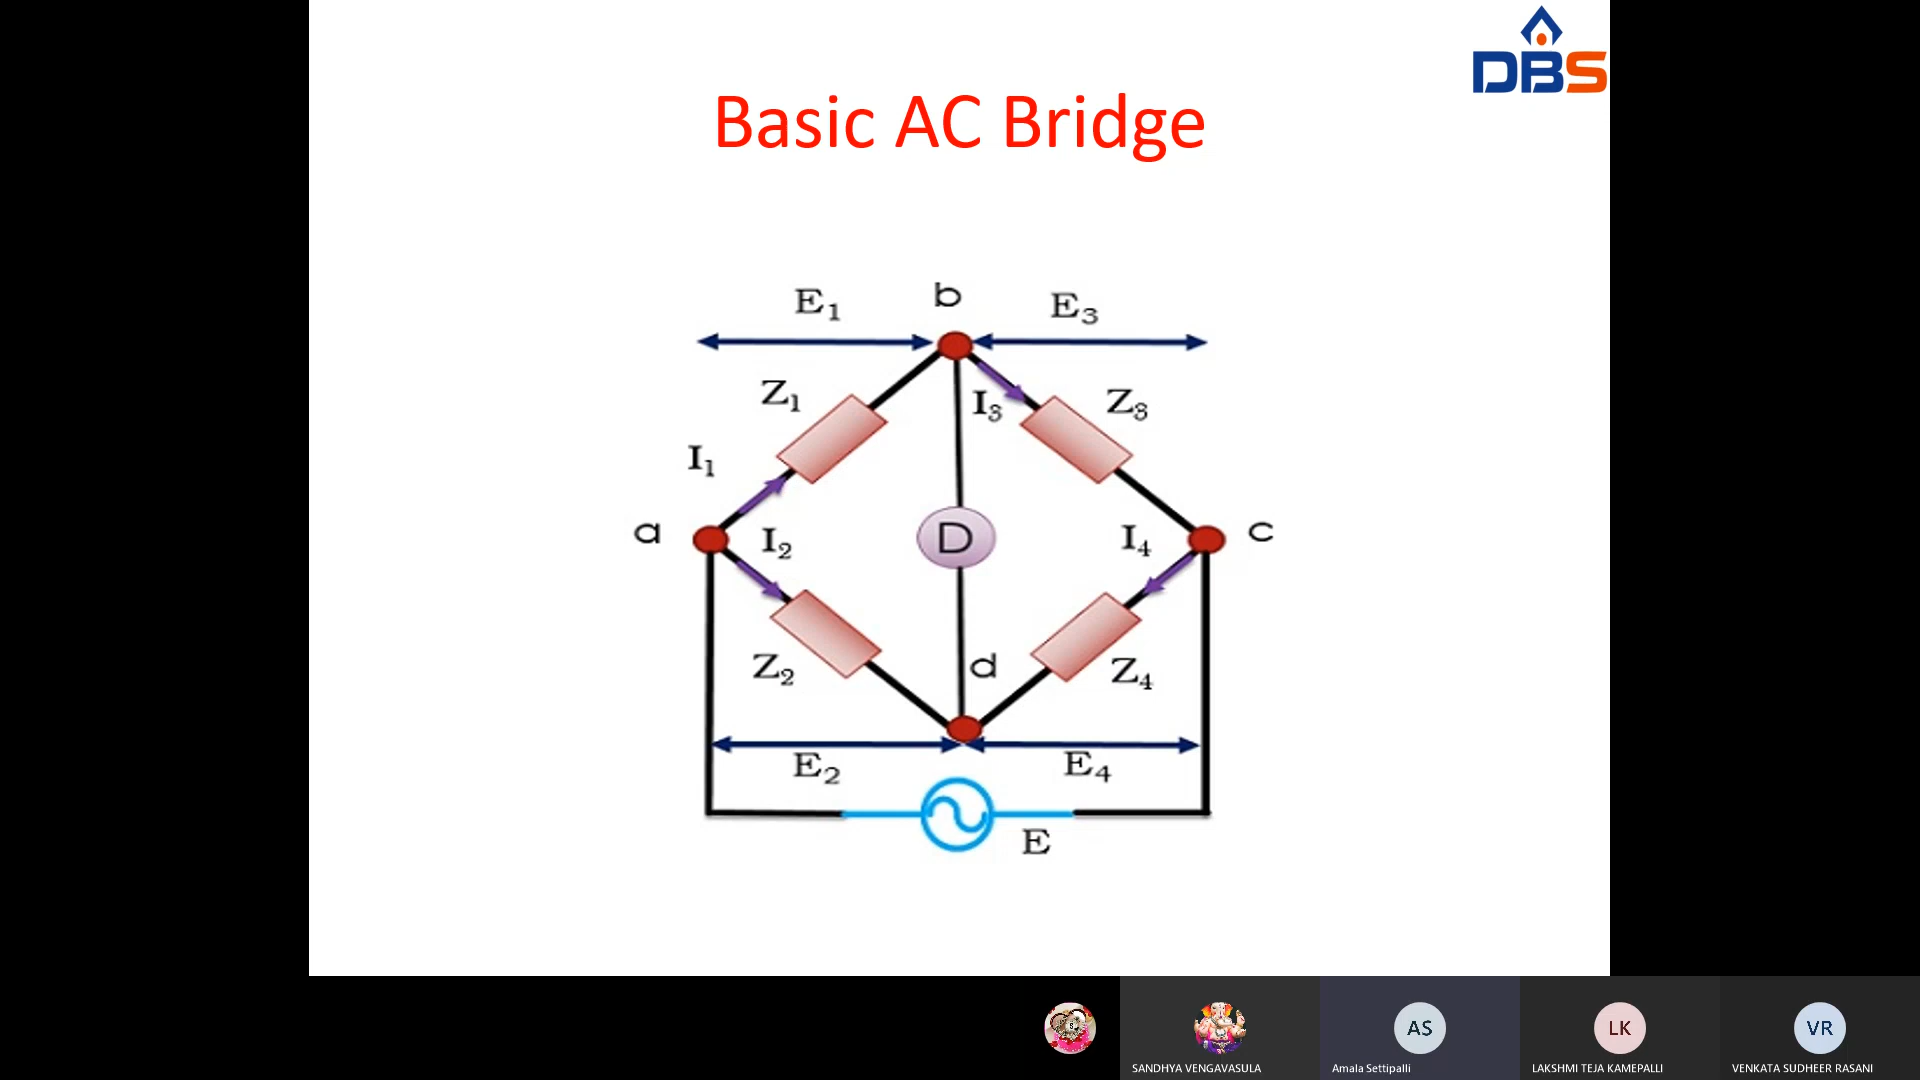 DBS
Basic AC Bridge
b
E1
E3
Z1
I3
Z3
I1
a
I2
D
I4
c
Z2
d
Z4
E2
E4
E
AS
LK
VR
SANDHYA VENGAVASULA
Amala Settipalli
LAKSHMI TEJA KAMEPALLI
VENKATA SUDHEER RASANI